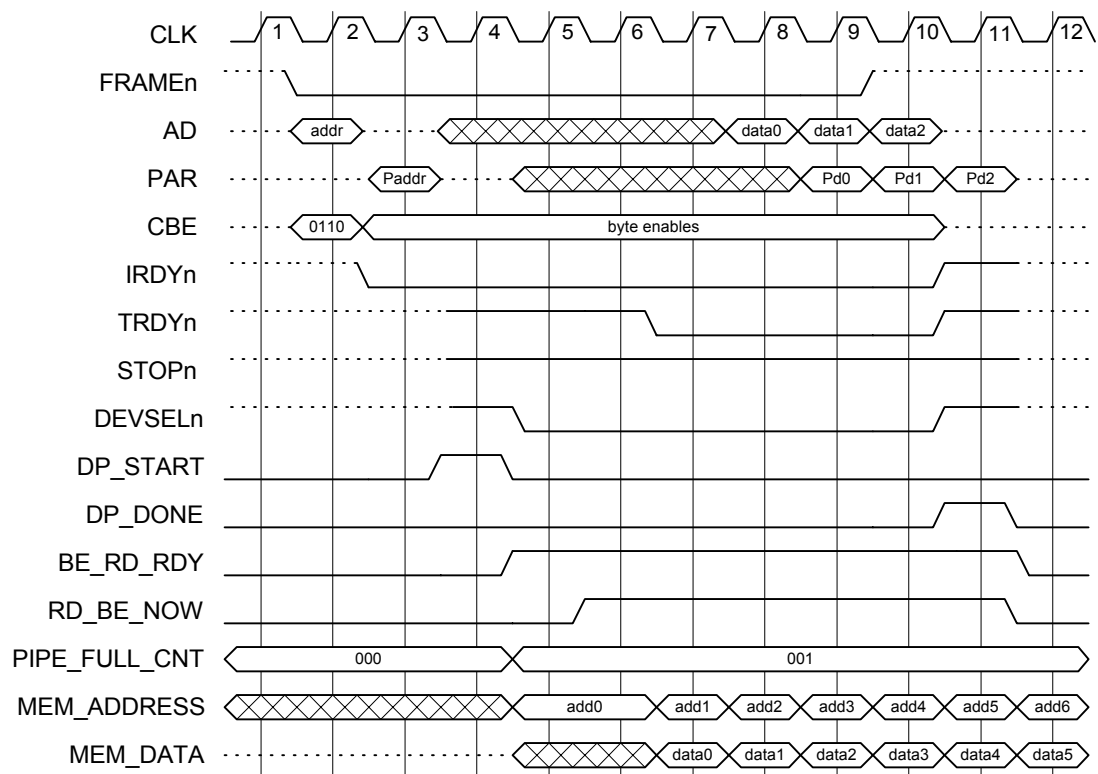 CLK 1 2 3 4 5 6 7 8 9 10 11 12
FRAMEn
AD addr data0 data1 data2
PAR Paddr Pd0 Pd1 Pd2
CBE 0110 byte enables
IRDYn
TRDYn
STOPn
DEVSELn
DP_START
DP_DONE
BE_RD_RDY
RD_BE_NOW
PIPE_FULL_CNT 000 001
MEM_ADDRESS add0 add1 add2 add3 add4 add5 add6
MEM_DATA data0 data1 data2 data3 data4 data5